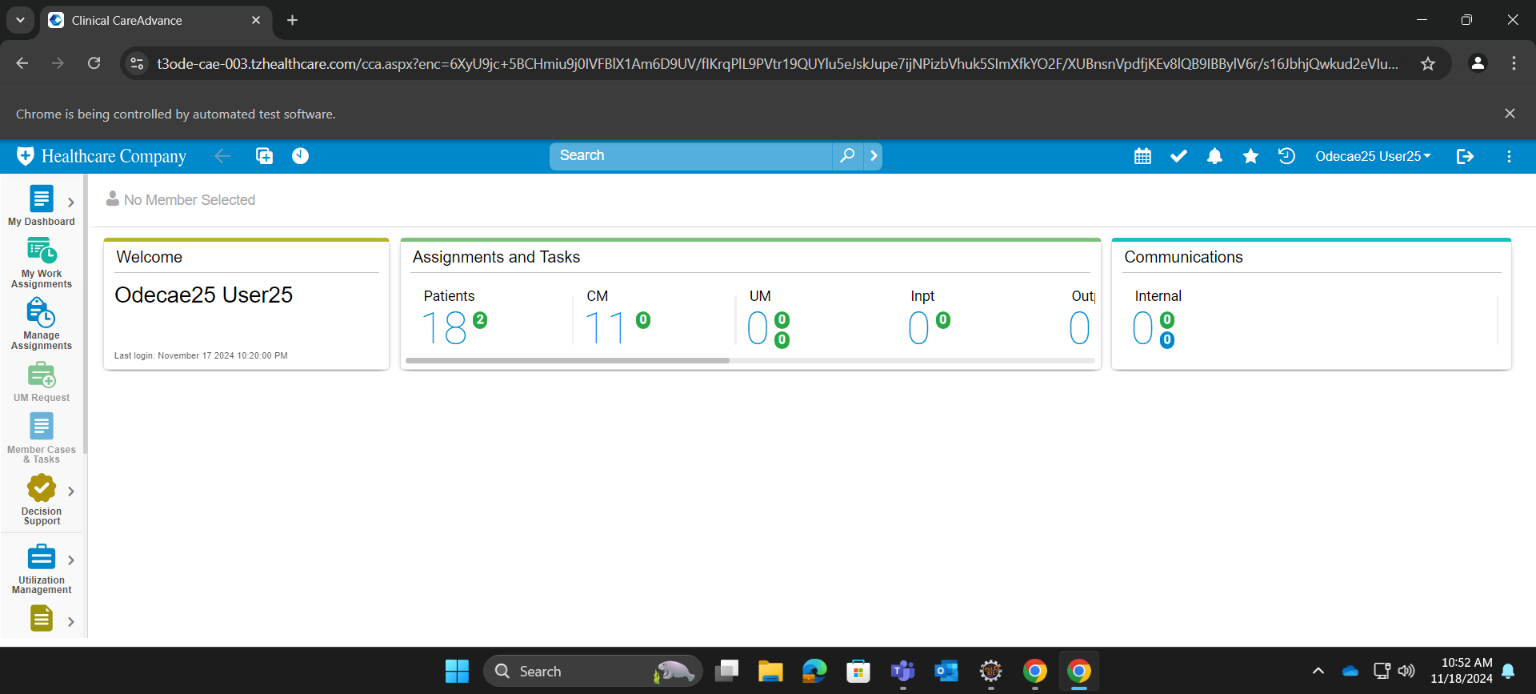 Clinical CareAdvance
t3ode-cae-003.tzhealthcare.com/cca.aspx?enc=6XyU9jc+5BCHmiu9j0IVFBlX1Am6D9UV/flKrqPlL9PVtr19QUYlu5eJskJupe7ijNPizbVhuk5SImXfkYO2F/XUBnsnVpdfjKEv8lQB9IBBylV6r/s16JbhjQwkud2eVlu...
Chrome is being controlled by automated test software.
Healthcare Company
Search
Odecae25 User25
My Dashboard
My Work
Assignments
Manage
Assignments
UM Request
Member Cases
& Tasks
Decision
Support
Utilization
Management
No Member Selected
Welcome
Odecae25 User25
Last login: November 17 2024 10:20:00 PM
Assignments and Tasks
Patients
18 2
CM
11 0
UM
0 0
0
Inpt
0 0
Out
0
Communications
Internal
0 0
0
Search
10:52 AM
11/18/2024